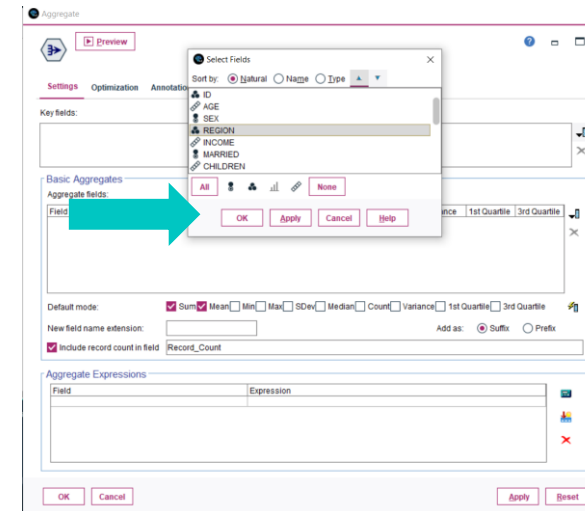 Aggregate
Preview
Settings Optimization Annotatio
Key fields:
Select Fields
Sort by: Natural Name Type
ID
AGE
SEX
REGION
INCOME
MARRIED
CHILDREN
All None
OK Apply Cancel Help
Basic Aggregates
Aggregate fields:
Field nce 1st Quartile 3rd Quartile
Default mode: Sum Mean Min Max SDev Median Count Variance 1st Quartile 3rd Quartile
New field name extension: Add as: Suffix Prefix
Include record count in field Record_Count
Aggregate Expressions
Field Expression
OK Cancel Apply Reset